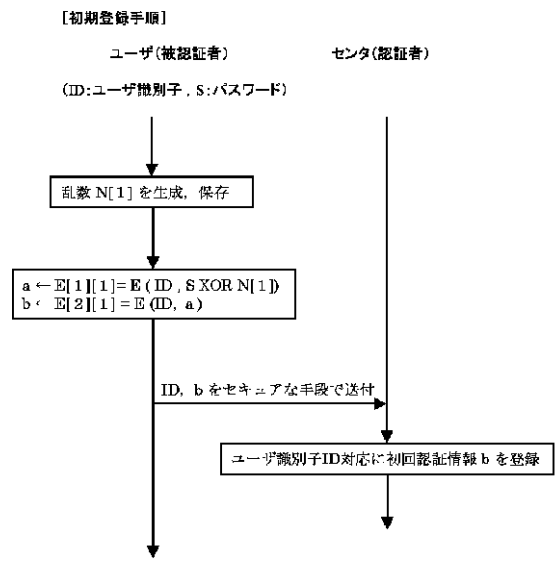 [初期登録手順]
ユーザ(被認証者)
センタ(認証者)
(ID:ユーザ識別子 , S:パスワード)
乱数 N[1] を生成, 保存
a ← E[1][1]= E ( ID , S XOR N[1])
b ← E[2][1] = E (ID, a)
ID, b をセキュアな手段で送付
ユーザ識別子ID対応に初回認証情報 b を登録